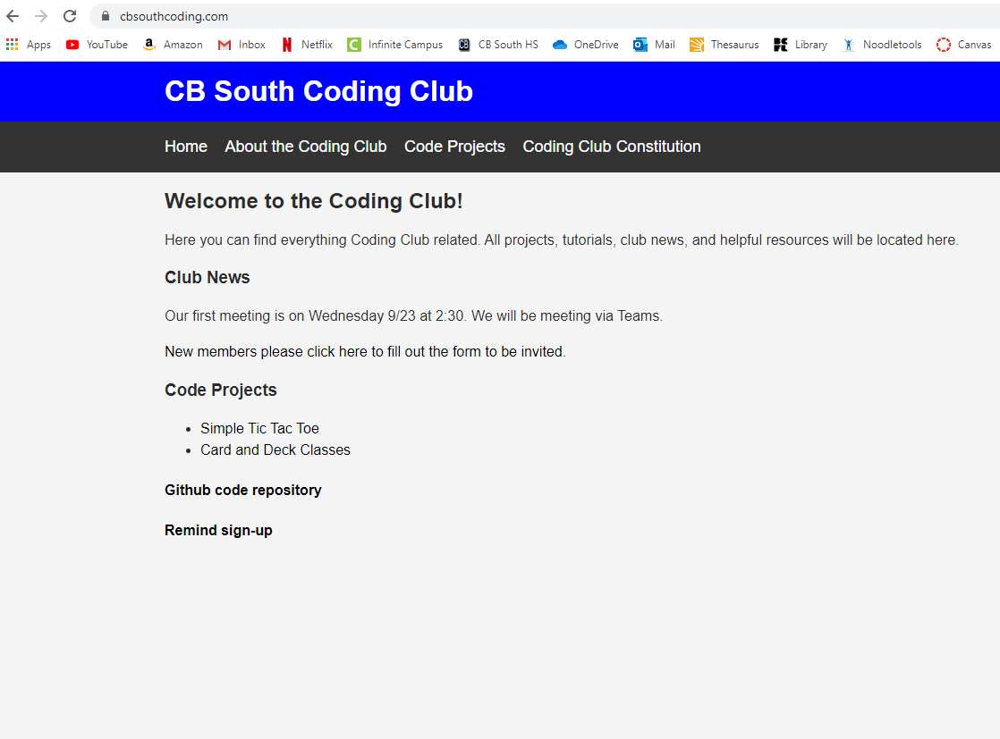 cbsouthcoding.com
Apps YouTube Amazon Inbox Netflix Infinite Campus CB South HS OneDrive Mail Thesaurus Library Noodletools Canvas
CB South Coding Club
Home About the Coding Club Code Projects Coding Club Constitution
Welcome to the Coding Club!
Here you can find everything Coding Club related. All projects, tutorials, club news, and helpful resources will be located here.
Club News
Our first meeting is on Wednesday 9/23 at 2:30. We will be meeting via Teams.
New members please click here to fill out the form to be invited.
Code Projects
Simple Tic Tac Toe
Card and Deck Classes
Github code repository
Remind sign-up